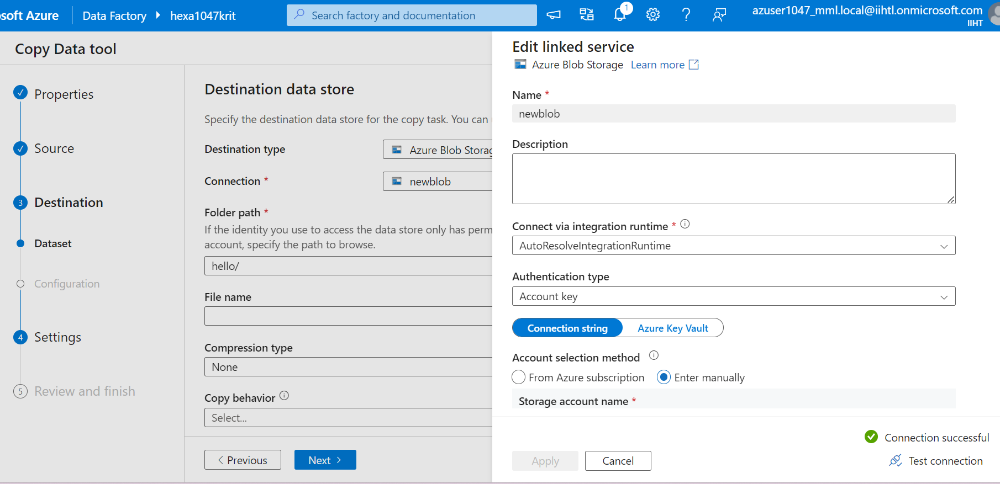 osoft Azure
Data Factory
hexa1047krit
Search factory and documentation
1
azuser1047_mml.local@iihtl.onmicrosoft.com
IIHT
Copy Data tool
Properties
Source
3
Destination
Dataset
Configuration
4
Settings
5
Review and finish
Destination data store
Specify the destination data store for the copy task. You can
Destination type
Azure Blob Storag
Connection *
newblob
Folder path *
If the identity you use to access the data store only has perm
account, specify the path to browse.
hello/
File name
Compression type
None
Copy behavior
Select...
Previous
Next
Edit linked service
Azure Blob Storage Learn more
Name *
newblob
Description
Connect via integration runtime *
AutoResolveIntegrationRuntime
Authentication type
Account key
Connection string
Azure Key Vault
Account selection method
From Azure subscription
Enter manually
Storage account name *
Connection successful
Apply
Cancel
Test connection